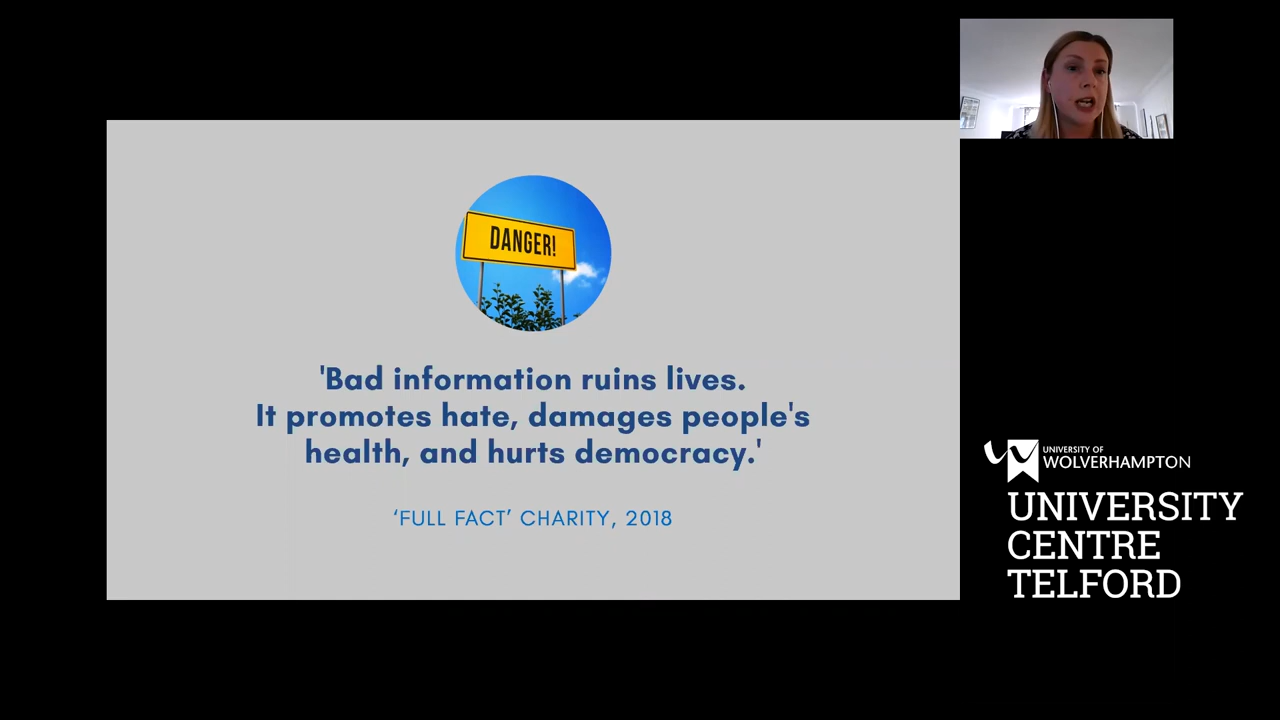 DANGER!
'Bad information ruins lives.
It promotes hate, damages people's
health, and hurts democracy.'
‘FULL FACT’ CHARITY, 2018
UNIVERSITY OF
WOLVERHAMPTON
UNIVERSITY
CENTRE
TELFORD